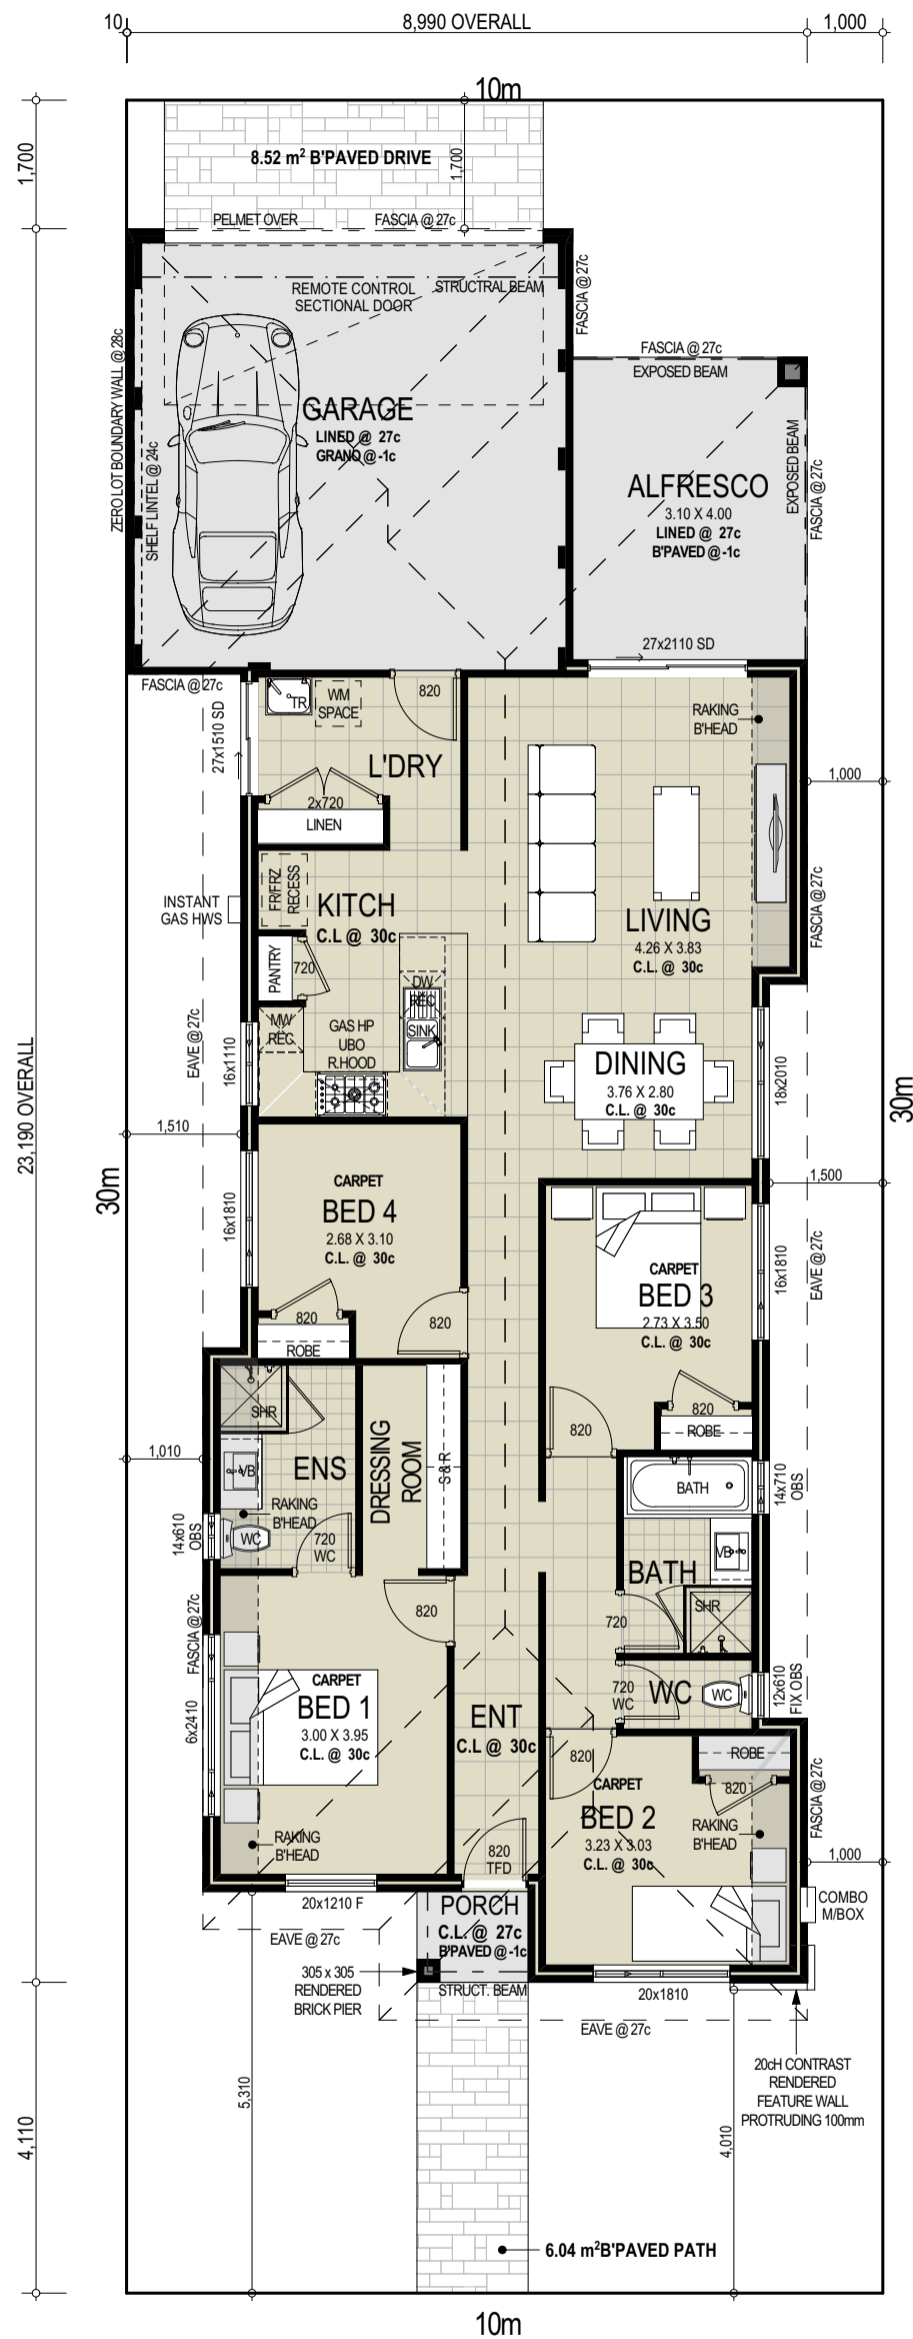 10
8,990 OVERALL
1,000
10m
1,700
8.52 m² B'PAVED DRIVE
1,700
PELMET OVER
FASCIA @ 27c
REMOTE CONTROL
SECTIONAL DOOR
STRUCTRAL BEAM
FASCIA @ 27c
ZERO LOT BOUNDARY WALL @ 28c
SHELF LINTEL @ 24c
GARAGE
LINED @ 27c
GRANO @ -1c
FASCIA @ 27c
EXPOSED BEAM
EXPOSED BEAM
FASCIA @ 27c
ALFRESCO
3.10 X 4.00
LINED @ 27c
B'PAVED @ -1c
27x2110 SD
FASCIA @ 27c
27x1510 SD
TR
WM
SPACE
820
L'DRY
2x720
LINEN
RAKING
B'HEAD
1,000
INSTANT
GAS HWS
FR/FRZ
RECESS
KITCH
C.L @ 30c
PANTRY
720
LIVING
4.26 X 3.83
C.L. @ 30c
FASCIA @ 27c
DW
REC
SINK
MW
REC
GAS HP
UBO
R.HOOD
EAVE @ 27c
16x1110
DINING
3.76 X 2.80
C.L. @ 30c
18x2010
23,190 OVERALL
30m
30m
1,510
1,500
16x1810
CARPET
BED 4
2.68 X 3.10
C.L. @ 30c
820
ROBE
820
CARPET
BED 3
2.73 X 3.50
C.L. @ 30c
16x1810
EAVE @ 27c
820
ROBE
820
1,010
SHR
VB
ENS
RAKING
B'HEAD
WC
720
WC
14x610
OBS
DRESSING
ROOM
S & R
BATH
14x710
OBS
VB
BATH
SHR
720
820
FASCIA @ 27c
6x2410
CARPET
BED 1
3.00 X 3.95
C.L. @ 30c
RAKING
B'HEAD
ENT
C.L @ 30c
720
WC
WC
WC
12x610
FIX OBS
820
ROBE
820
CARPET
BED 2
3.23 X 3.03
C.L. @ 30c
RAKING
B'HEAD
FASCIA @ 27c
1,000
820
TFD
20x1210 F
EAVE @ 27c
PORCH
C.L. @ 27c
B'PAVED @ -1c
COMBO
M/BOX
305 x 305
RENDERED
BRICK PIER
STRUCT. BEAM
20x1810
EAVE @ 27c
20cH CONTRAST
RENDERED
FEATURE WALL
PROTRUDING 100mm
5,310
4,010
4,110
6.04 m²B'PAVED PATH
10m